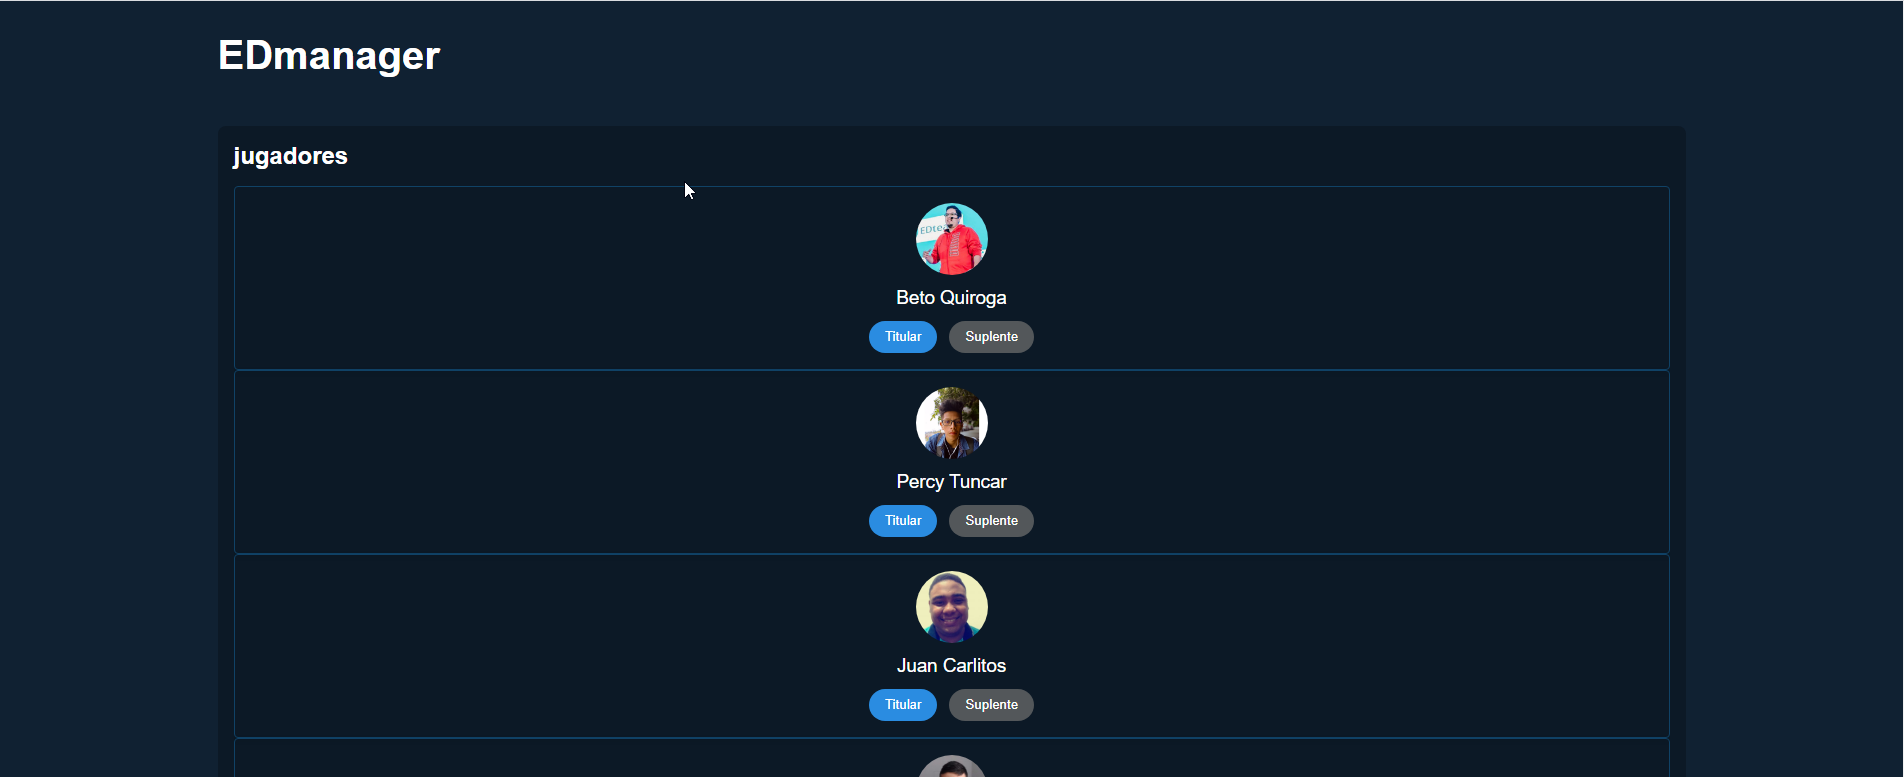 EDmanager
jugadores
EDte
Beto Quiroga
Titular Suplente
Percy Tuncar
Titular Suplente
Juan Carlitos
Titular Suplente